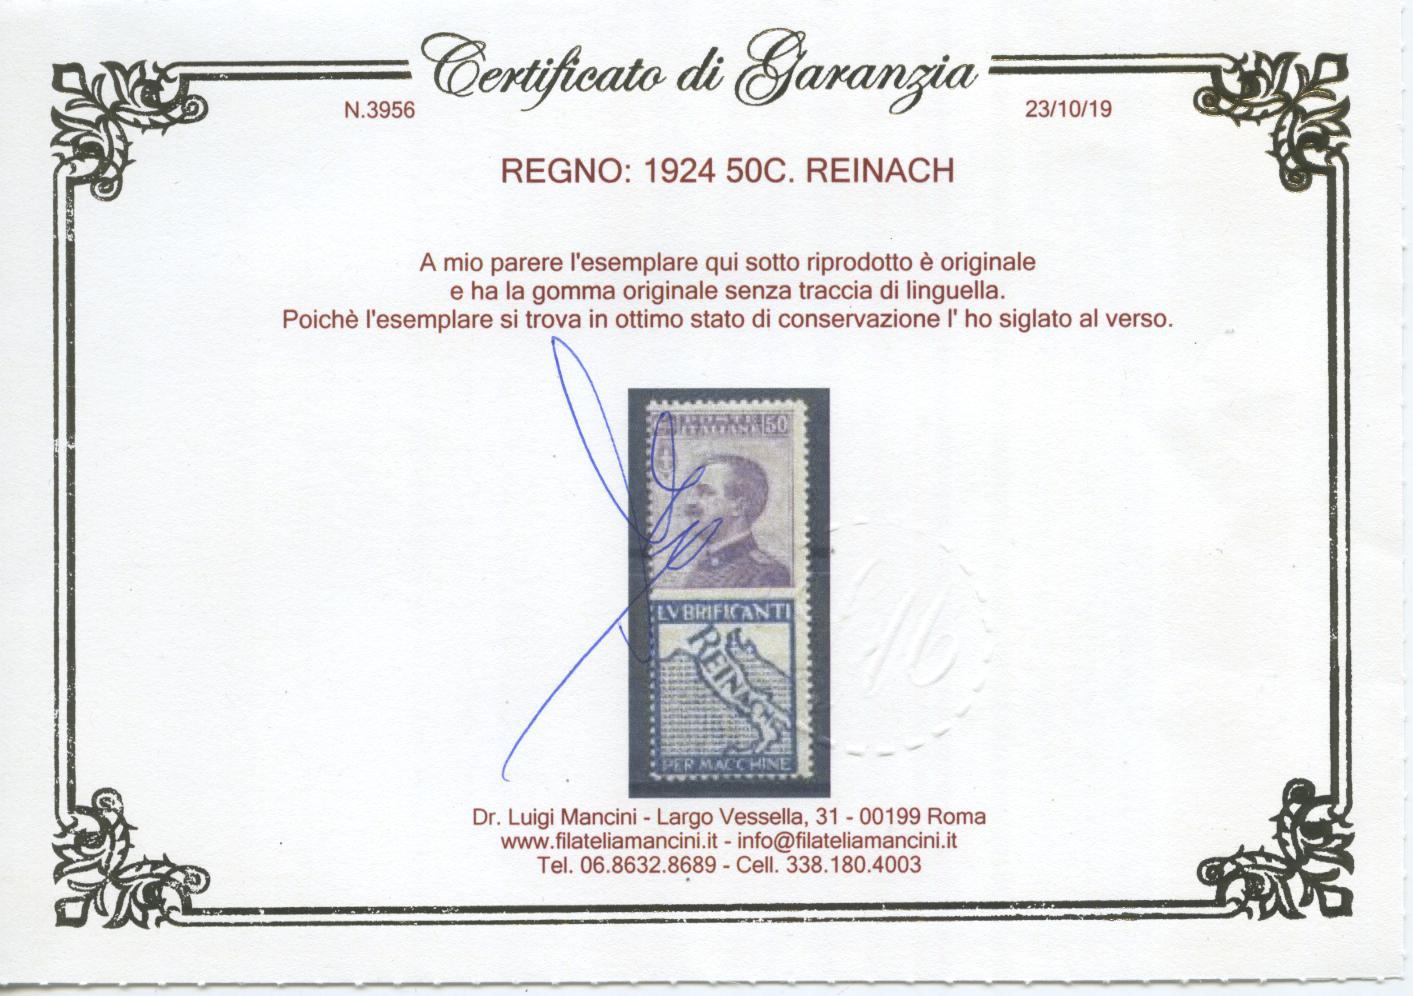 Certificato di Garanzia
N.3956 23/10/19
REGNO: 1924 50C. REINACH
A mio parere l'esemplare qui sotto riprodotto è originale
e ha la gomma originale senza traccia di linguella.
Poichè l'esemplare si trova in ottimo stato di conservazione l' ho siglato al verso.
POSTE
ITALIANE 50
LVBRIFICANTI
REINACH
PER MACCHINE
Dr. Luigi Mancini - Largo Vessella, 31 - 00199 Roma
www.filateliamancini.it - info@filateliamancini.it
Tel. 06.8632.8689 - Cell. 338.180.4003